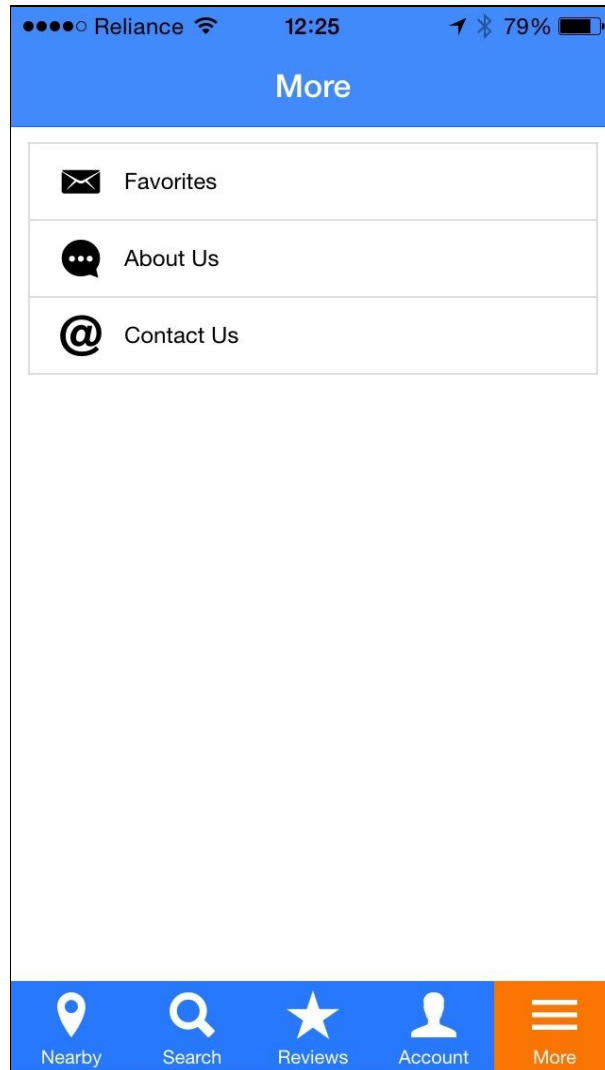 Reliance 12:25 79%
More
Favorites
About Us
Contact Us
Nearby Search Reviews Account More